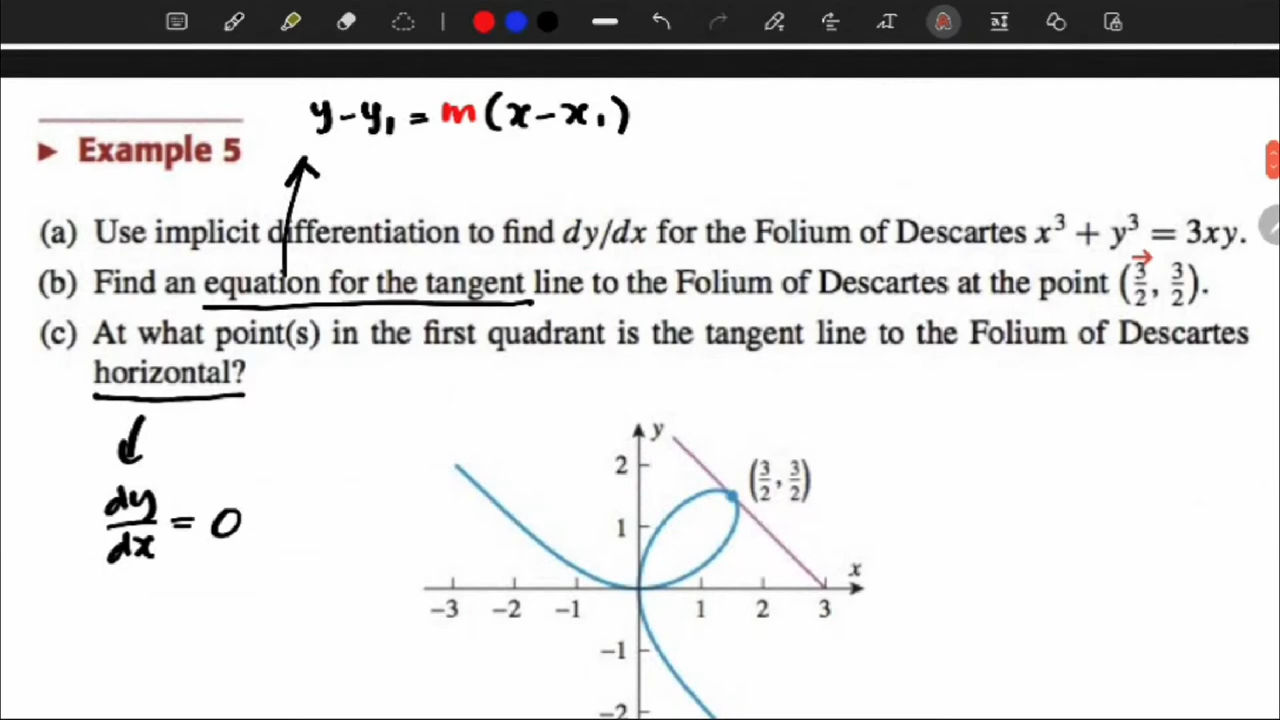 y-y₁ = m(x-x₁)
▶ Example 5
(a) Use implicit differentiation to find dy/dx for the Folium of Descartes x³ + y³ = 3xy.
(b) Find an equation for the tangent line to the Folium of Descartes at the point (3/2, 3/2).
(c) At what point(s) in the first quadrant is the tangent line to the Folium of Descartes
horizontal?
dy/dx = 0
y
2
(3/2, 3/2)
1
x
−3 −2 −1 1 2 3
−1
−2